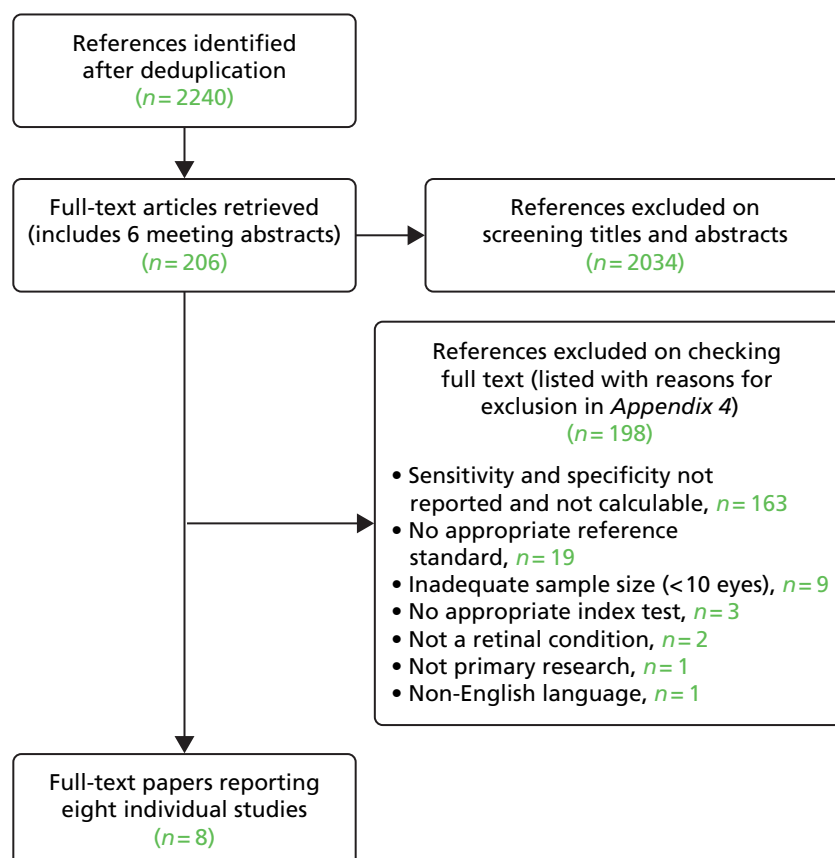 References identified
after deduplication
(n=2240)
Full-text articles retrieved
(includes 6 meeting abstracts)
(n=206)
References excluded on
screening titles and abstracts
(n=2034)
References excluded on checking
full text (listed with reasons for
exclusion in Appendix 4)
(n=198)
• Sensitivity and specificity not
reported and not calculable, n=163
• No appropriate reference
standard, n=19
• Inadequate sample size (<10 eyes), n=9
• No appropriate index test, n=3
• Not a retinal condition, n=2
• Not primary research, n=1
• Non-English language, n=1
Full-text papers reporting
eight individual studies
(n=8)